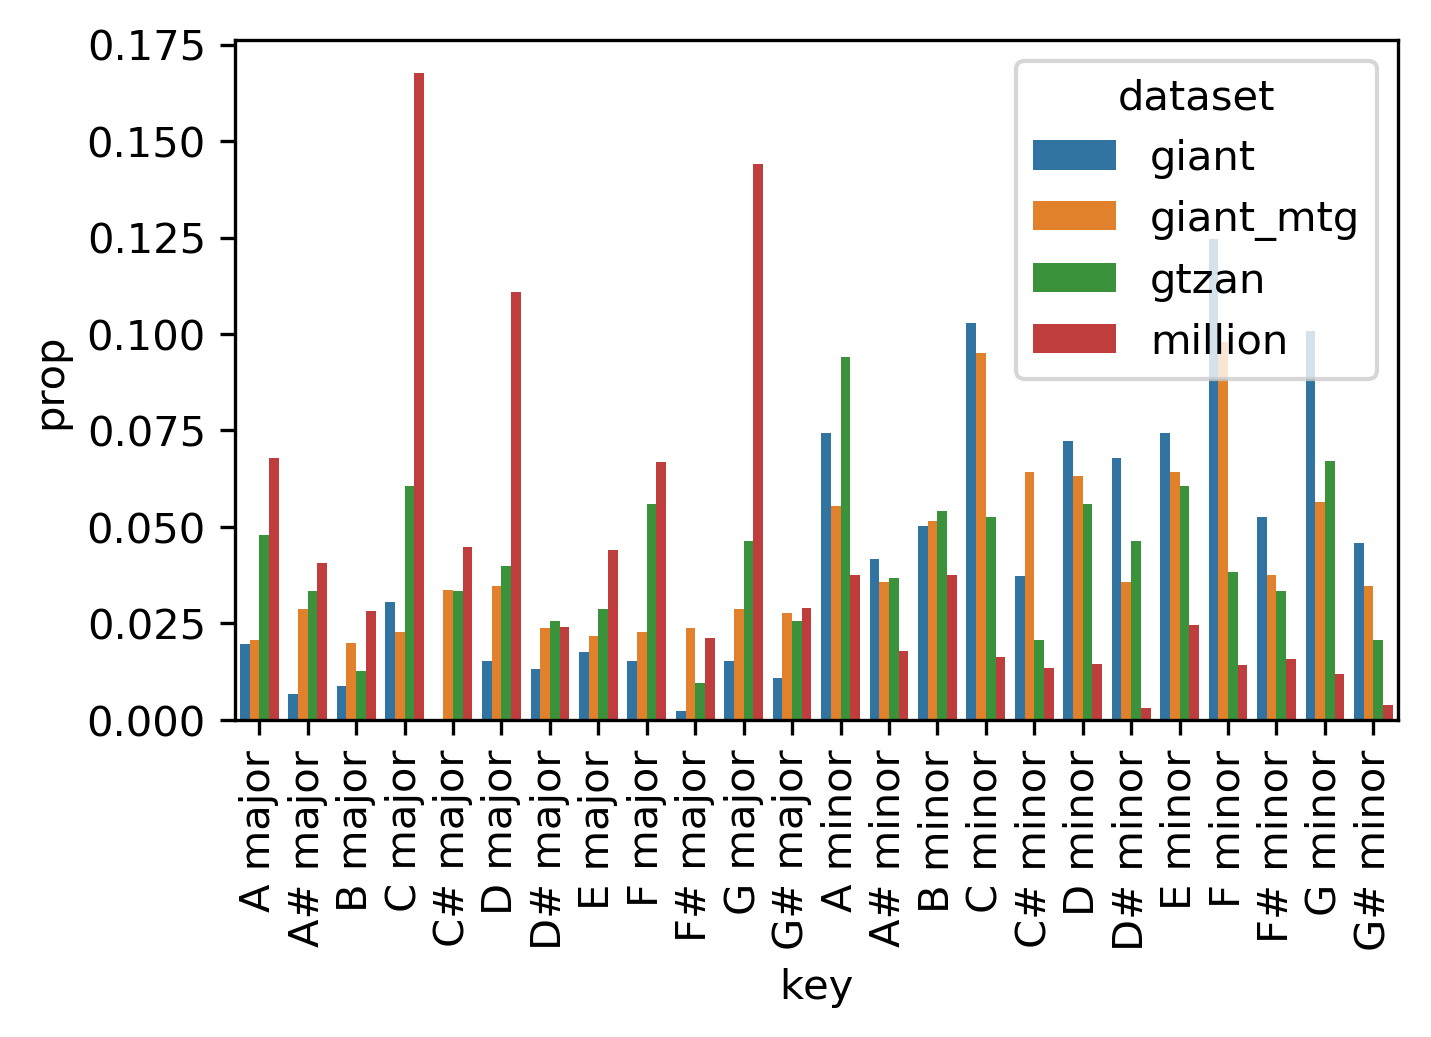 0.175
0.150
0.125
0.100
0.075
0.050
0.025
0.000
prop
dataset
giant
giant_mtg
gtzan
million
A major
A# major
B major
C major
C# major
D major
D# major
E major
F major
F# major
G major
G# major
A minor
A# minor
B minor
C minor
C# minor
D minor
D# minor
E minor
F minor
F# minor
G minor
G# minor
key